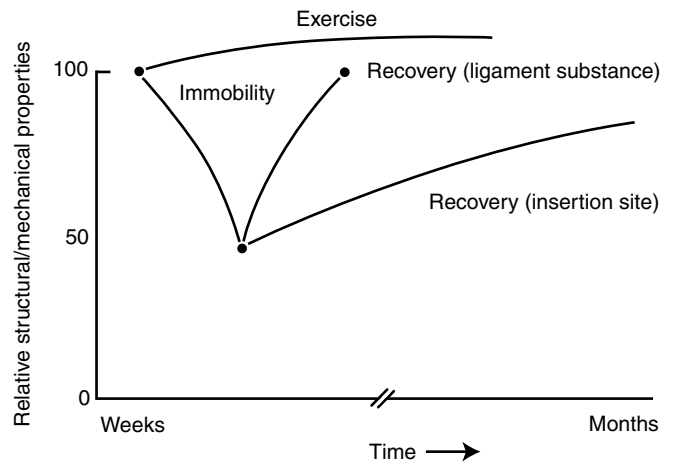 Exercise
100
Recovery (ligament substance)
Immobility
Relative structural/mechanical properties
Recovery (insertion site)
50
0
Weeks
Months
Time